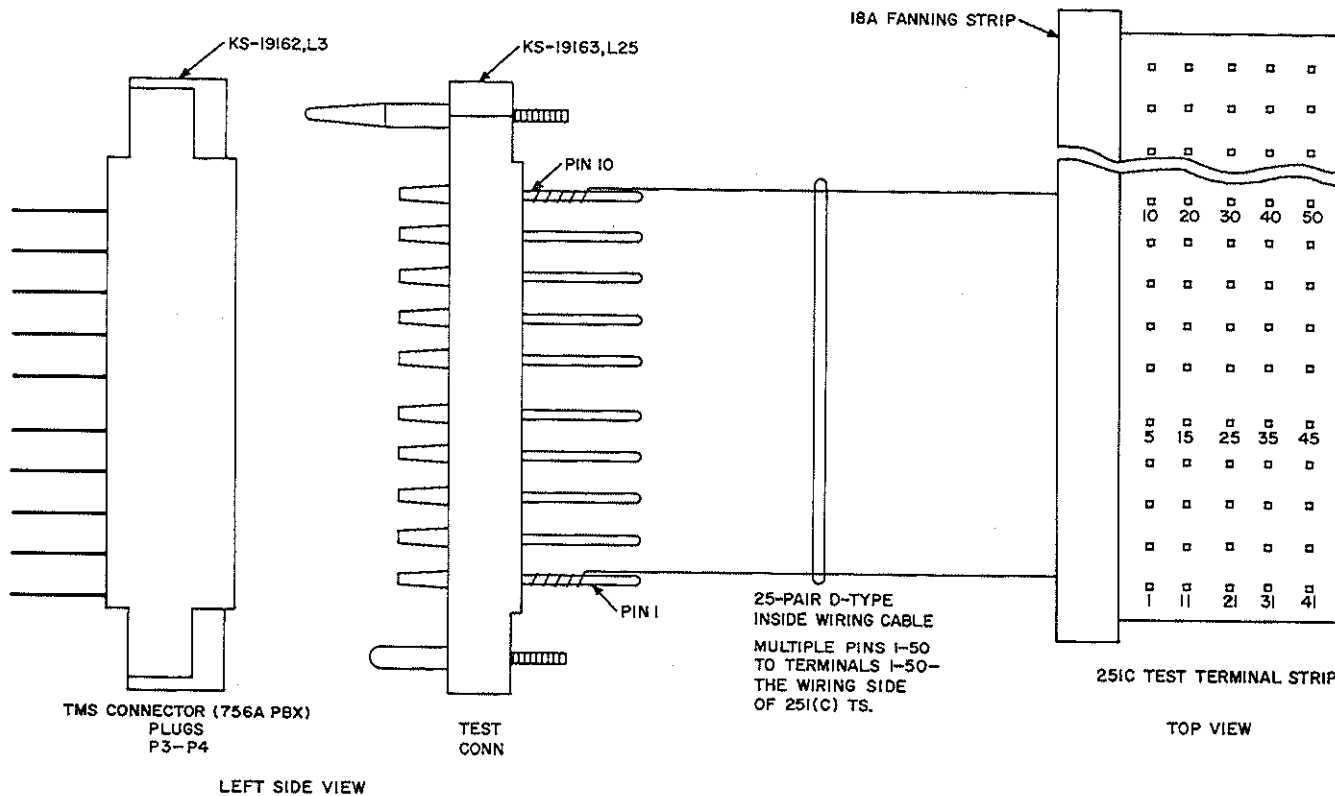 18A FANNING STRIP
KS-19162,L3
KS-19163,L25
PIN 10
10 20 30 40 50
5 15 25 35 45
1 11 21 31 41
PIN 1
25-PAIR D-TYPE
INSIDE WIRING CABLE
MULTIPLE PINS 1-50
TO TERMINALS 1-50-
THE WIRING SIDE
OF 251(C) TS.
251C TEST TERMINAL STRIP
TOP VIEW
TMS CONNECTOR (756A PBX)
PLUGS
P3-P4
TEST
CONN
LEFT SIDE VIEW